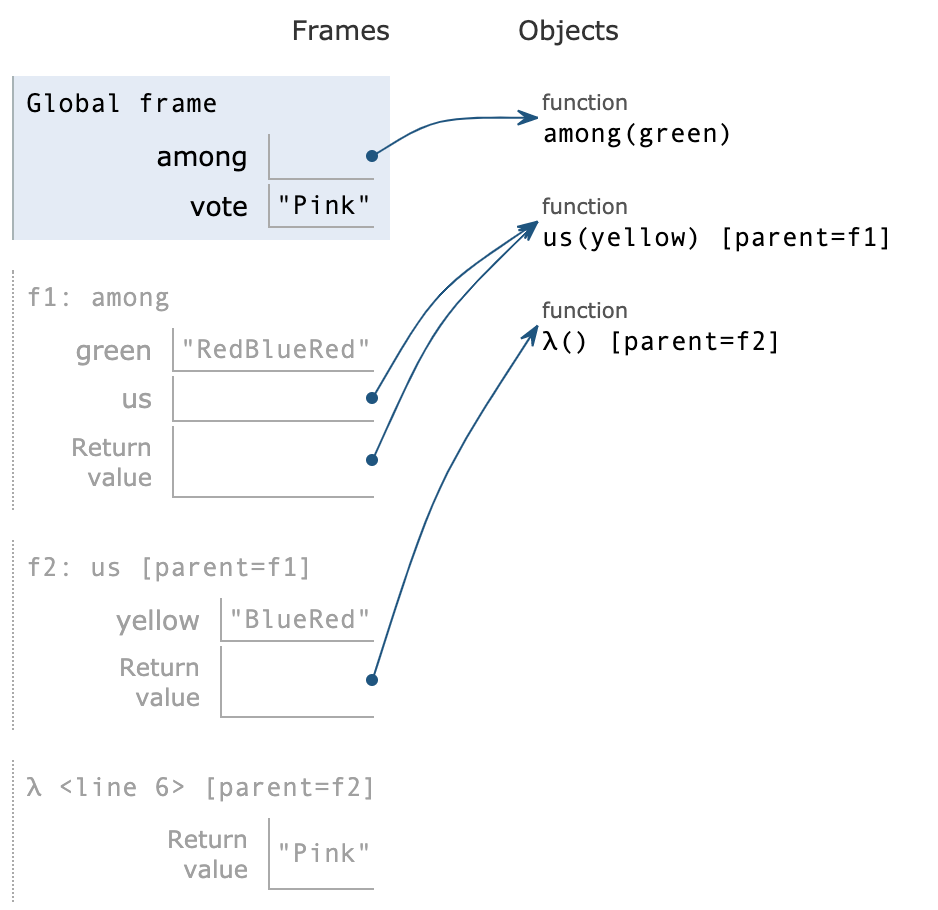 Frames
Objects
Global frame
among
vote
"Pink"
function
among(green)
function
us(yellow) [parent=f1]
function
λ() [parent=f2]
f1: among
green
"RedBlueRed"
us
Return
value
f2: us [parent=f1]
yellow
"BlueRed"
Return
value
λ <line 6> [parent=f2]
Return
value
"Pink"